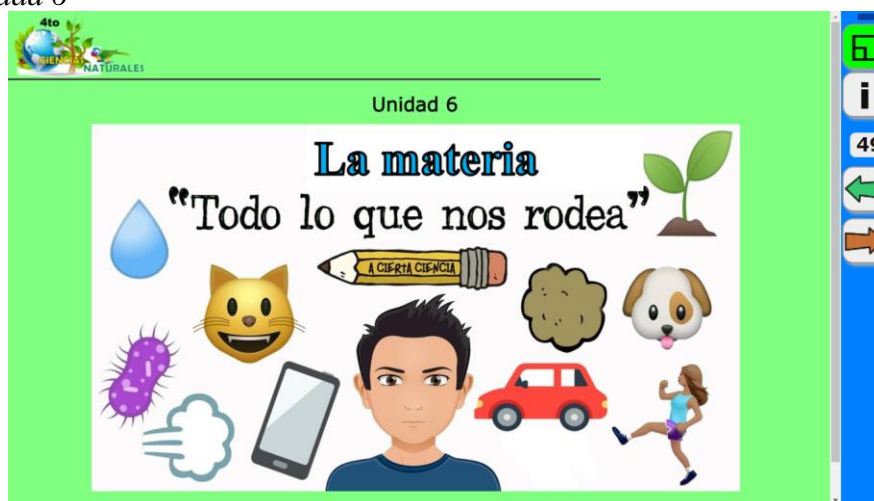 4to
CIENCIAS
NATURALES
Unidad 6
La materia
“Todo lo que nos rodea”
A CIERTA CIENCIA
i